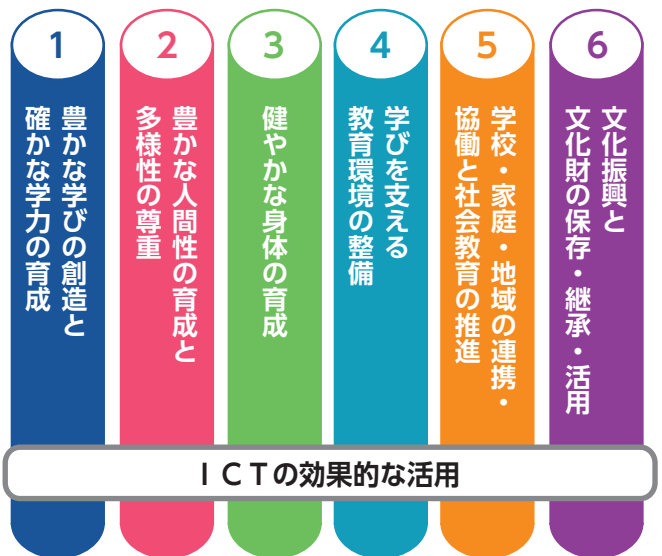 1
豊かな学びの創造と
確かな学力の育成
2
豊かな人間性の育成と
多様性の尊重
3
健やかな身体の育成
4
学びを支える
教育環境の整備
5
学校・家庭・地域の連携・
協働と社会教育の推進
6
文化振興と
文化財の保存・継承・活用
ＩＣＴの効果的な活用